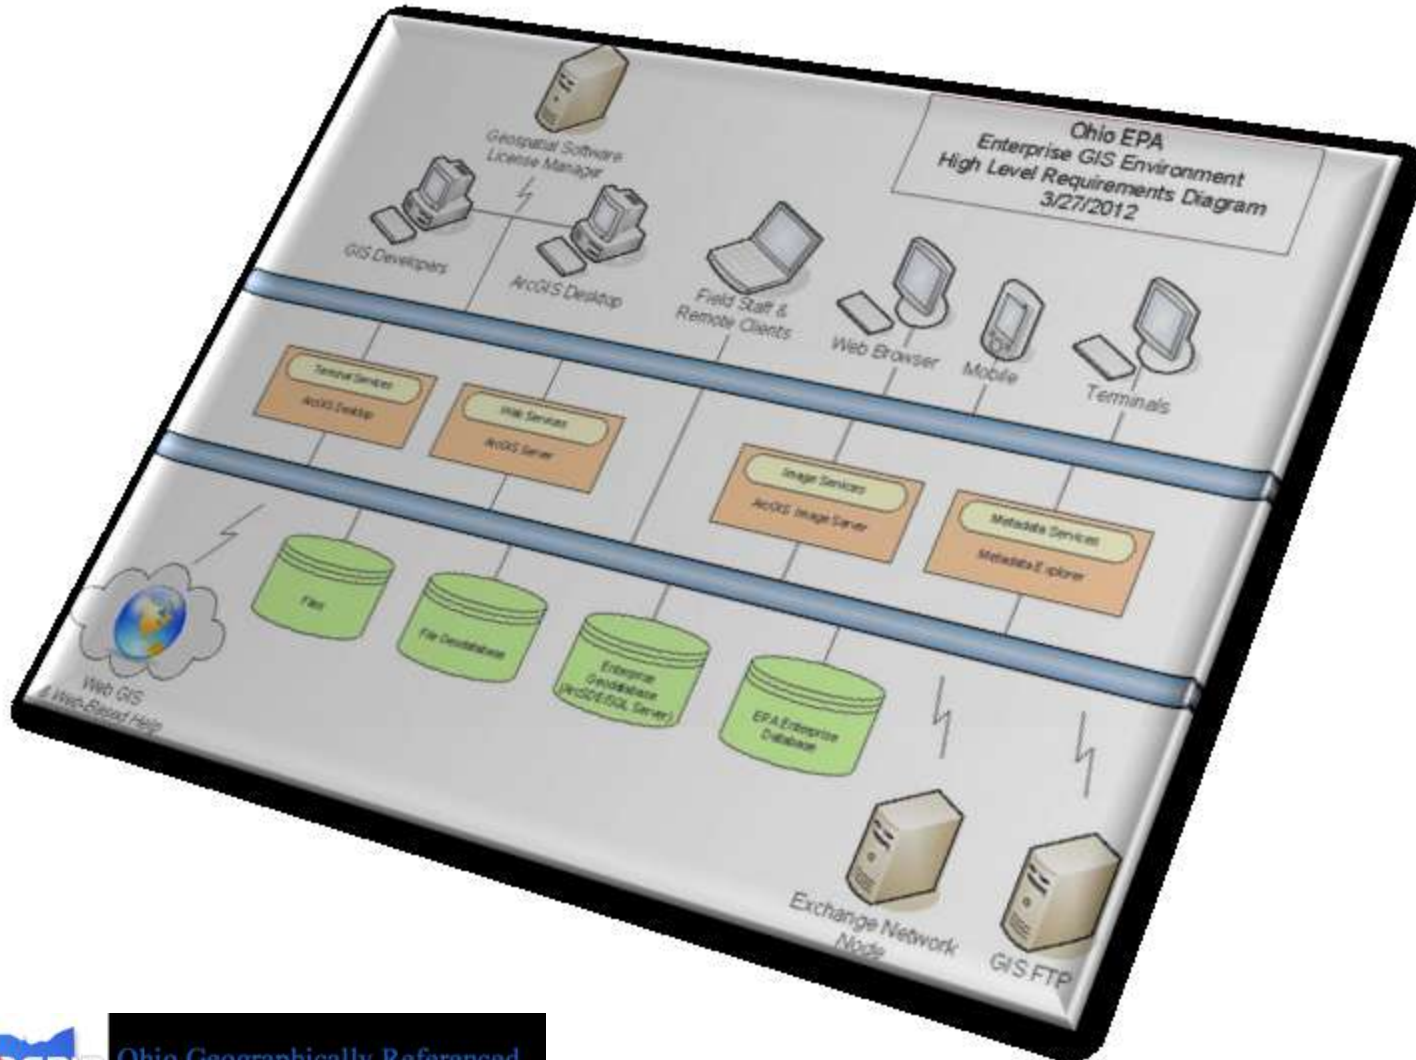 Ohio EPA
Enterprise GIS Environment
High Level Requirements Diagram
3/27/2012
Geospatial Software
License Manager
GIS Developers
ArcGIS Desktop
Field Staff &
Remote Clients
Web Browser
Mobile
Terminals
Terminal Services
ArcGIS Desktop
Web Services
ArcGIS Server
Image Services
ArcGIS Image Server
Metadata Services
Metadata Explorer
Web GIS
& Web-Based Help
Files
File Geodatabase
Enterprise
Geodatabase
(ArcSDE/SQL Server)
EPA Enterprise
Database
Exchange Network
Node
GIS FTP
Ohio Geographically Referenced